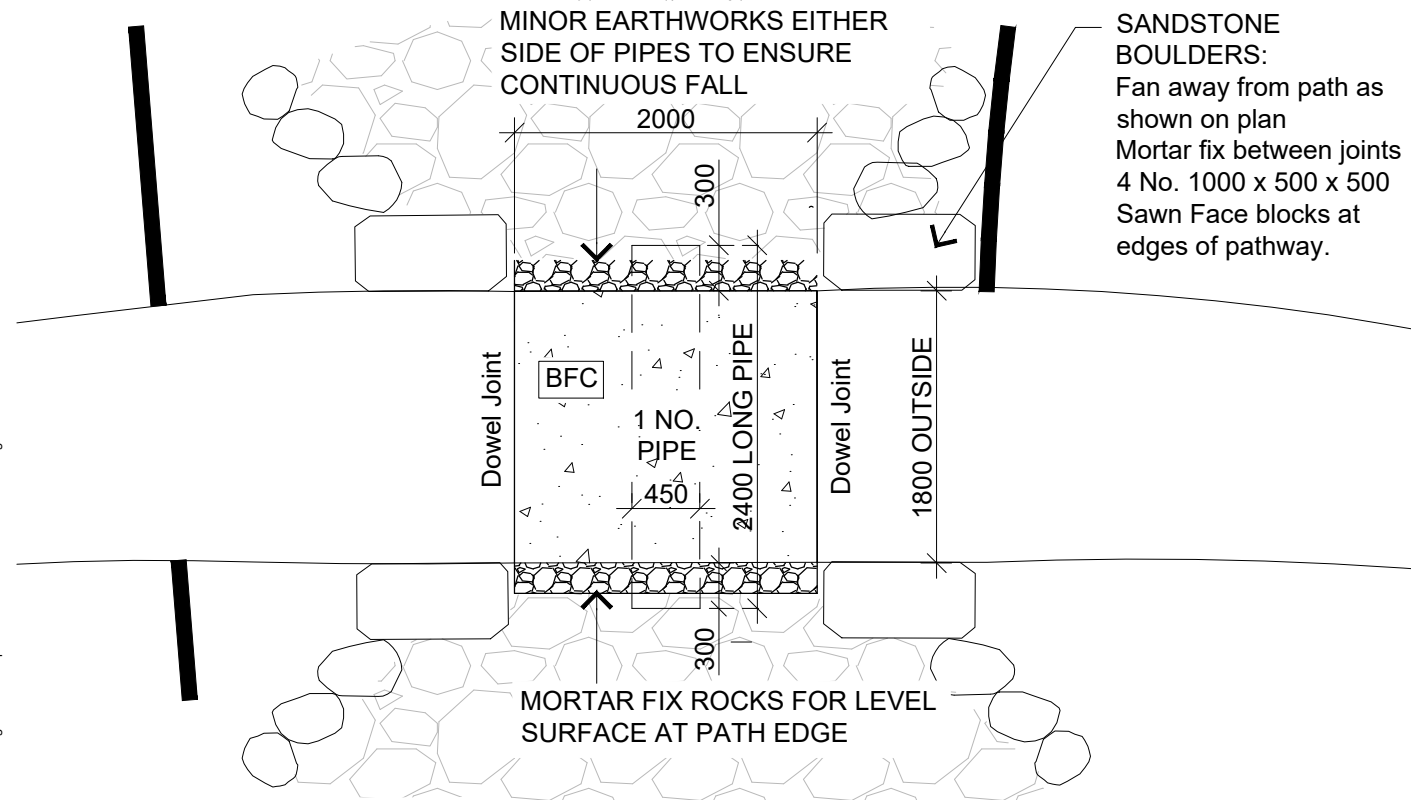 MINOR EARTHWORKS EITHER
SIDE OF PIPES TO ENSURE
CONTINUOUS FALL
SANDSTONE
BOULDERS:
Fan away from path as
shown on plan
Mortar fix between joints
4 No. 1000 x 500 x 500
Sawn Face blocks at
edges of pathway.
2000
300
Dowel Joint
BFC
1 NO.
PIPE
450
2400 LONG PIPE
Dowel Joint
1800 OUTSIDE
300
MORTAR FIX ROCKS FOR LEVEL
SURFACE AT PATH EDGE